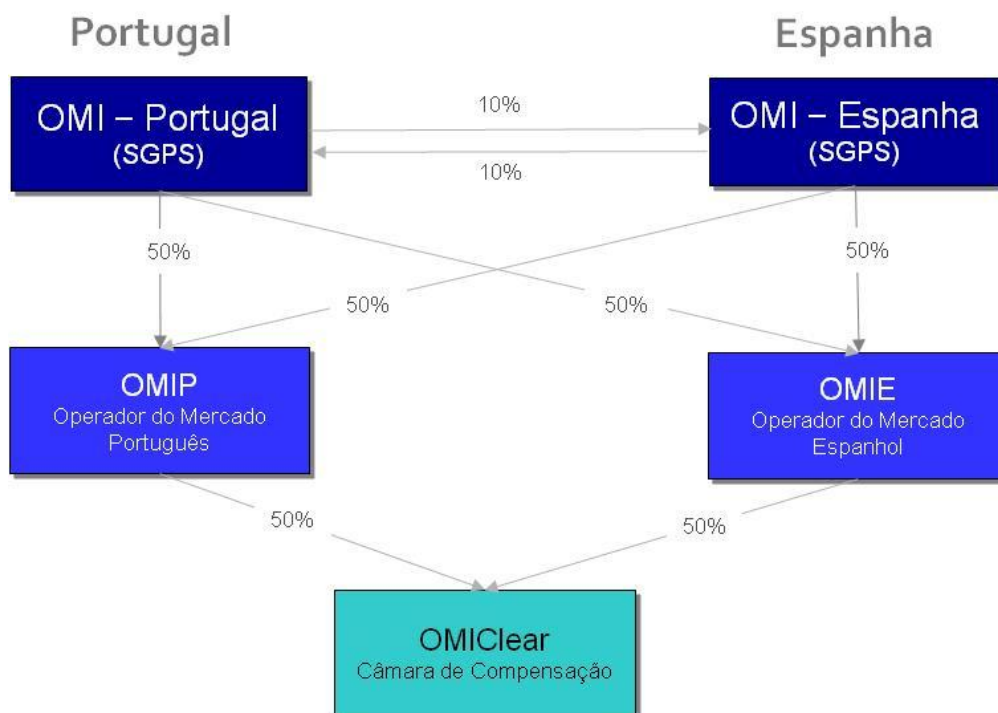 Portugal
Espanha
OMI – Portugal
(SGPS)
10%
OMI – Espanha
(SGPS)
10%
50%
50%
50%
50%
OMIP
Operador do Mercado
Português
OMIE
Operador do Mercado
Espanhol
50%
50%
OMIClear
Câmara de Compensação